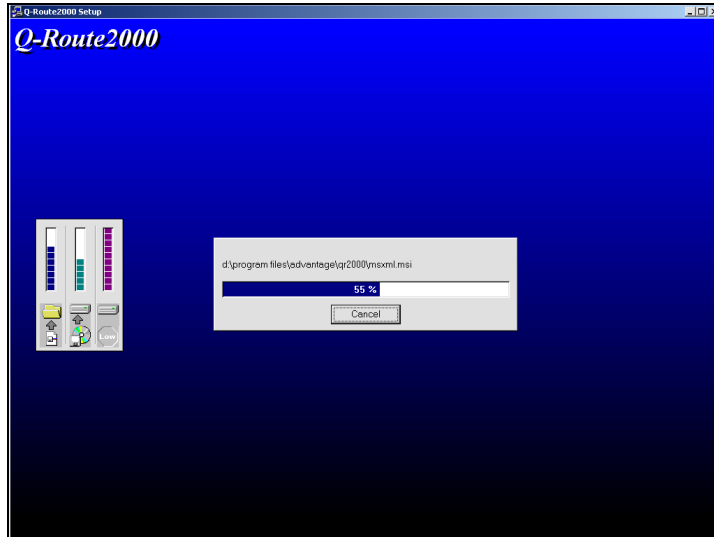 Q-Route2000 Setup
Q-Route2000
d:\program files\advantage\qr2000\msxml.msi
55 %
Cancel
Low